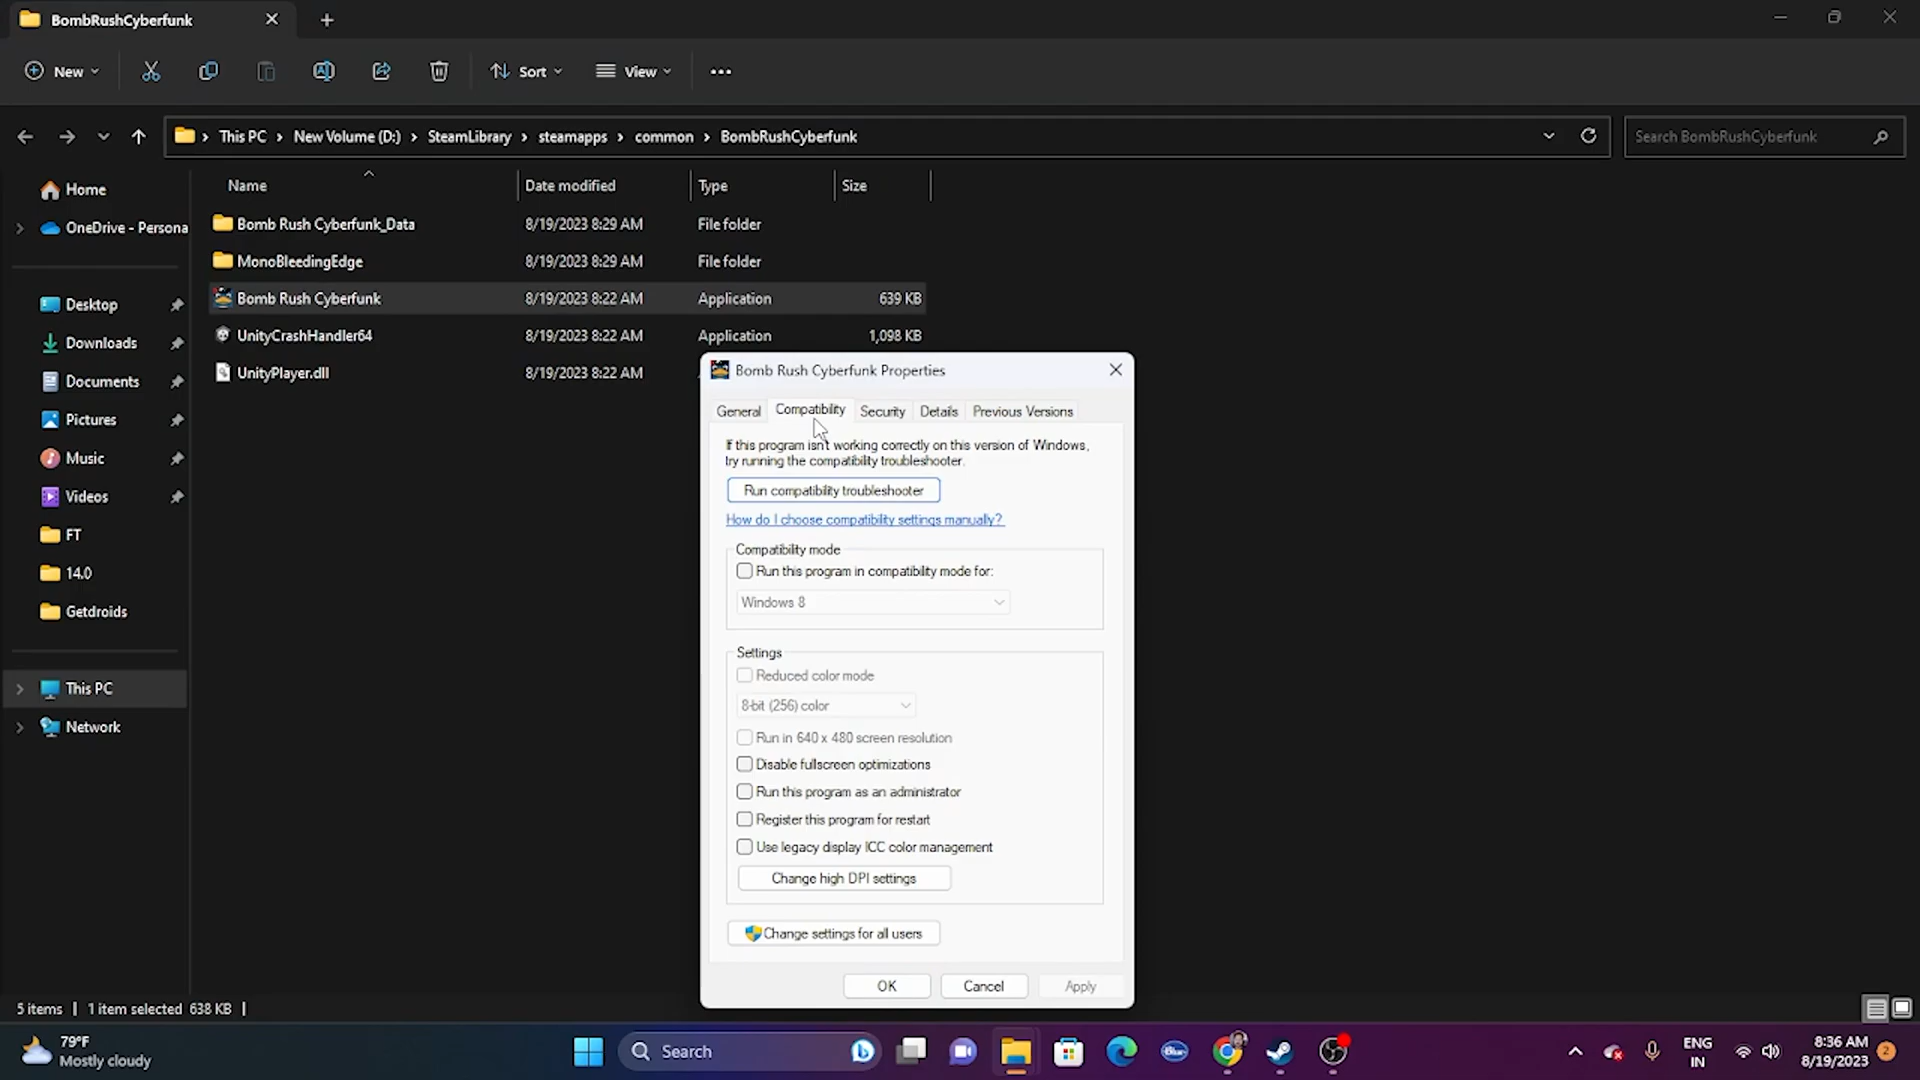 BombRushCyberfunk
New
Sort
View
This PC
New Volume (D:)
SteamLibrary
steamapps
common
BombRushCyberfunk
Search BombRushCyberfunk
Name
Date modified
Type
Size
Home
OneDrive - Persona
Desktop
Downloads
Documents
Pictures
Music
Videos
FT
14.0
Getdroids
This PC
Network
Bomb Rush Cyberfunk_Data 8/19/2023 8:29 AM File folder
MonoBleedingEdge 8/19/2023 8:29 AM File folder
Bomb Rush Cyberfunk 8/19/2023 8:22 AM Application 639 KB
UnityCrashHandler64 8/19/2023 8:22 AM Application 1,098 KB
UnityPlayer.dll 8/19/2023 8:22 AM
Bomb Rush Cyberfunk Properties
General Compatibility Security Details Previous Versions
If this program isn't working correctly on this version of Windows,
try running the compatibility troubleshooter.
Run compatibility troubleshooter
How do I choose compatibility settings manually?
Compatibility mode
Run this program in compatibility mode for:
Windows 8
Settings
Reduced color mode
8-bit (256) color
Run in 640 x 480 screen resolution
Disable fullscreen optimizations
Run this program as an administrator
Register this program for restart
Use legacy display ICC color management
Change high DPI settings
Change settings for all users
OK
Cancel
Apply
5 items
1 item selected 638 KB
79°F
Mostly cloudy
Search
ENG
IN
8:36 AM
8/19/2023
2